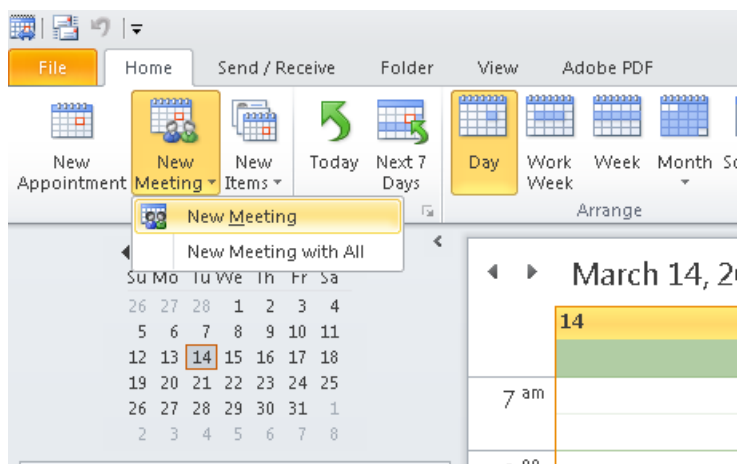 File Home Send / Receive Folder View Adobe PDF
New Appointment
New Meeting
New Items
Today
Next 7 Days
Day
Work Week
Week
Month
Arrange
New Meeting
New Meeting with All
Su Mo Tu We Th Fr Sa
26 27 28 1 2 3 4
5 6 7 8 9 10 11
12 13 14 15 16 17 18
19 20 21 22 23 24 25
26 27 28 29 30 31 1
2 3 4 5 6 7 8
March 14, 2
14
7 am